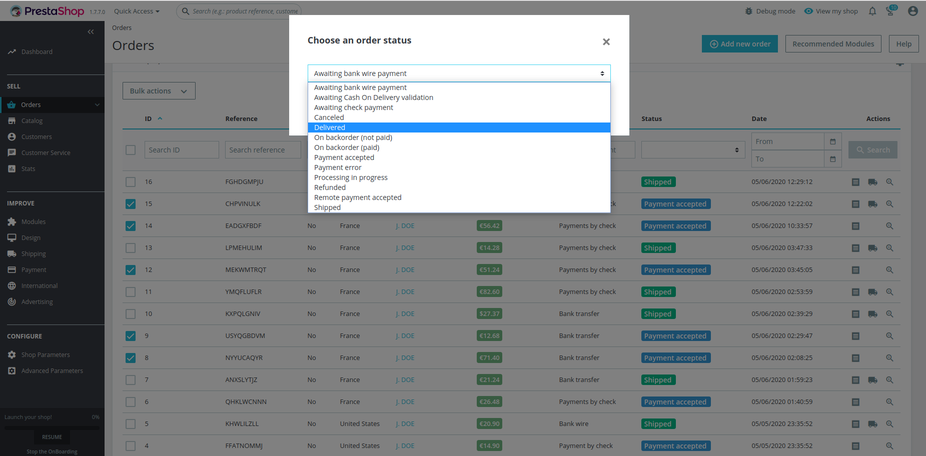 PrestaShop 1.7.7.0 Quick Access Search (e.g.: product reference, custome Debug mode View my shop
Orders
Orders
Add new order Recommended Modules Help
Dashboard
SELL
Orders
Catalog
Customers
Customer Service
Stats
IMPROVE
Modules
Design
Shipping
Payment
International
Advertising
CONFIGURE
Shop Parameters
Advanced Parameters
Launch your shop! 0%
RESUME
Stop the OnBoarding
Choose an order status
Awaiting bank wire payment
Awaiting bank wire payment
Awaiting Cash On Delivery validation
Awaiting check payment
Canceled
Delivered
On backorder (not paid)
On backorder (paid)
Payment accepted
Payment error
Processing in progress
Refunded
Remote payment accepted
Shipped
Bulk actions
ID Reference Status Date Actions
Search ID Search reference From Search
To
16 FGHDGMPJU Shipped 05/06/2020 12:29:12
15 CHPVINULK Payment accepted 05/06/2020 12:22:02
14 EADGXFBDF No France J. DOE €56.42 Payments by check Payment accepted 05/06/2020 10:33:57
13 LPMEHULIM No France J. DOE €14.28 Payments by check Shipped 05/06/2020 03:47:33
12 MEKWMTRQT No France J. DOE €51.24 Payments by check Payment accepted 05/06/2020 03:45:05
11 YMQFLUFLR No France J. DOE €82.60 Payments by check Shipped 05/06/2020 02:53:59
10 KXPQLGNIV No France J. DOE €27.37 Bank transfer Shipped 05/06/2020 02:39:29
9 USYQGBDVM No France J. DOE €12.68 Bank transfer Payment accepted 05/06/2020 02:29:47
8 NYYUCAQYR No France J. DOE €71.40 Bank transfer Payment accepted 05/06/2020 02:08:25
7 ANXSLYTJZ No France J. DOE €21.24 Bank transfer Shipped 05/06/2020 01:59:23
6 QHKLWCNNN No France J. DOE €26.48 Payments by check Payment accepted 05/06/2020 01:40:59
5 KHWLILZLL No United States J. DOE €20.90 Bank wire Shipped 05/05/2020 23:35:52
4 FFATNOMMJ No United States J. DOE €14.90 Payment by check Payment accepted 05/05/2020 23:35:52